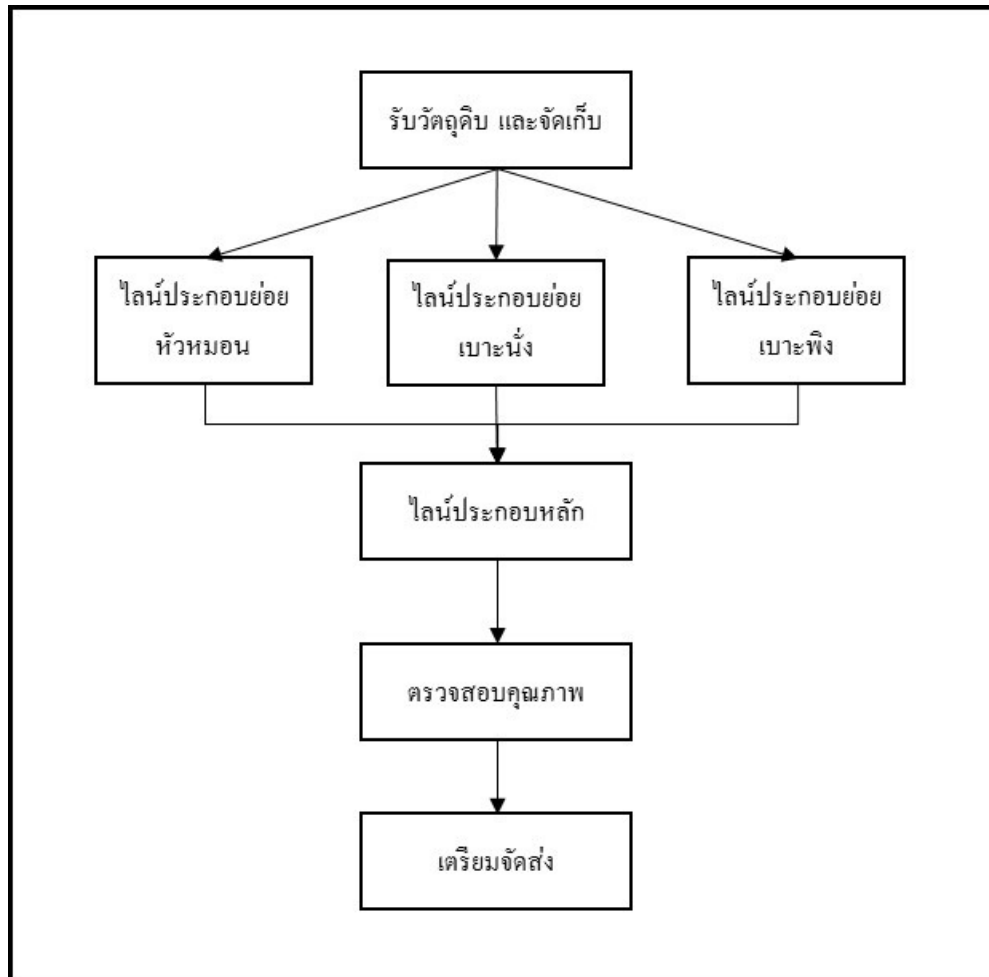 รับวัตถุดิบ และจัดเก็บ
ไลน์ประกอบย่อย
หัวหมอน
ไลน์ประกอบย่อย
เบาะนั่ง
ไลน์ประกอบย่อย
เบาะพิง
ไลน์ประกอบหลัก
ตรวจสอบคุณภาพ
เตรียมจัดส่ง